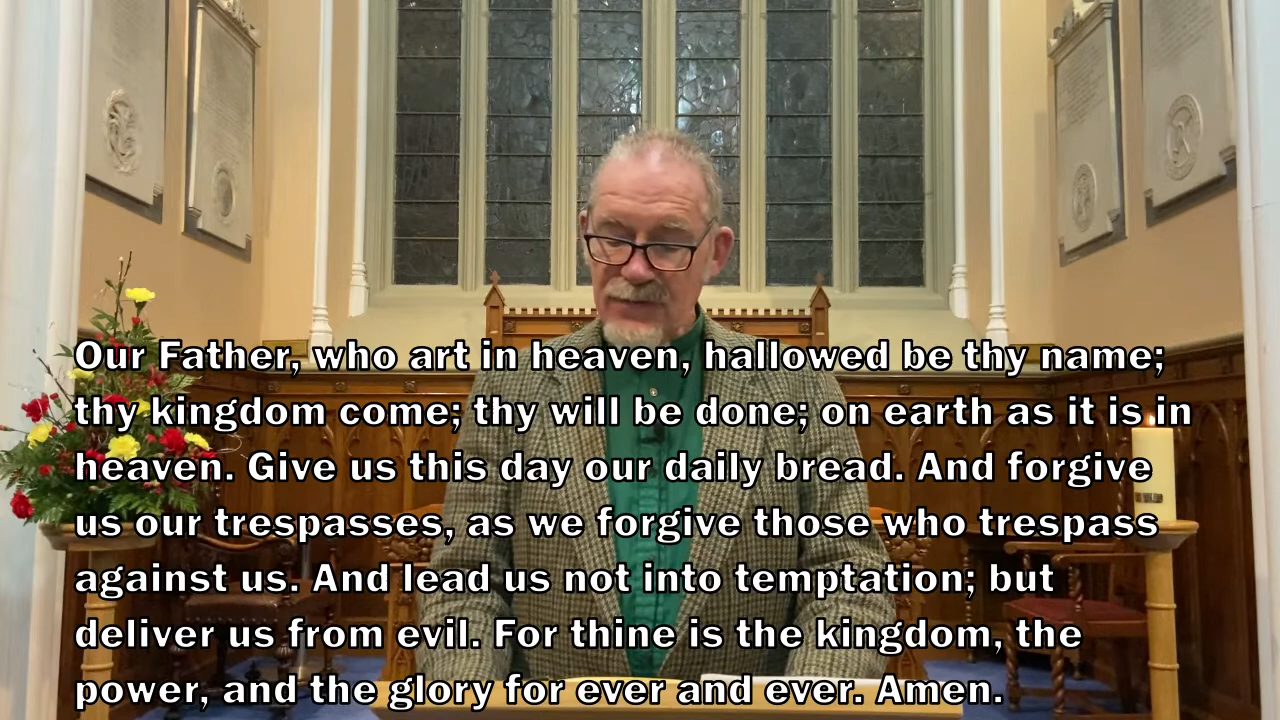 Our Father, who art in heaven, hallowed be thy name;
thy kingdom come; thy will be done; on earth as it is in
heaven. Give us this day our daily bread. And forgive
us our trespasses, as we forgive those who trespass
against us. And lead us not into temptation; but
deliver us from evil. For thine is the kingdom, the
power, and the glory for ever and ever. Amen.